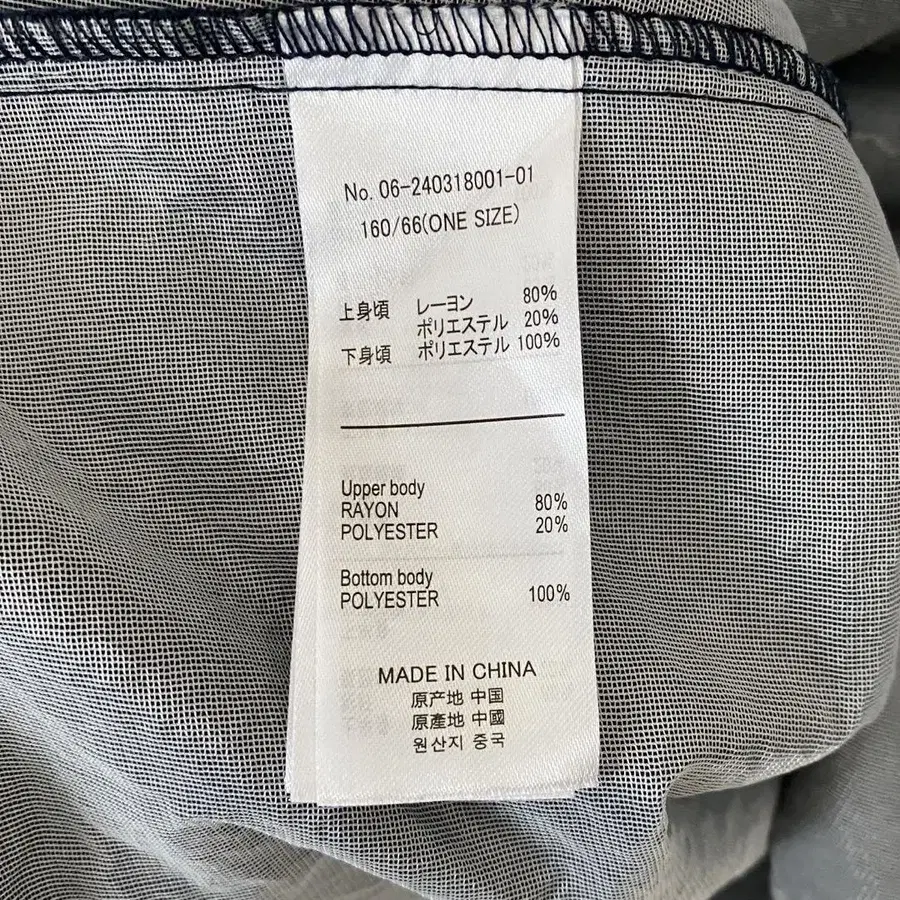 No. 06-240318001-01
160/66(ONE SIZE)
上身頃 レーヨン 80%
ポリエステル 20%
下身頃 ポリエステル 100%
Upper body
RAYON 80%
POLYESTER 20%
Bottom body
POLYESTER 100%
MADE IN CHINA
原产地 中国
原產地 中國
원산지 중국